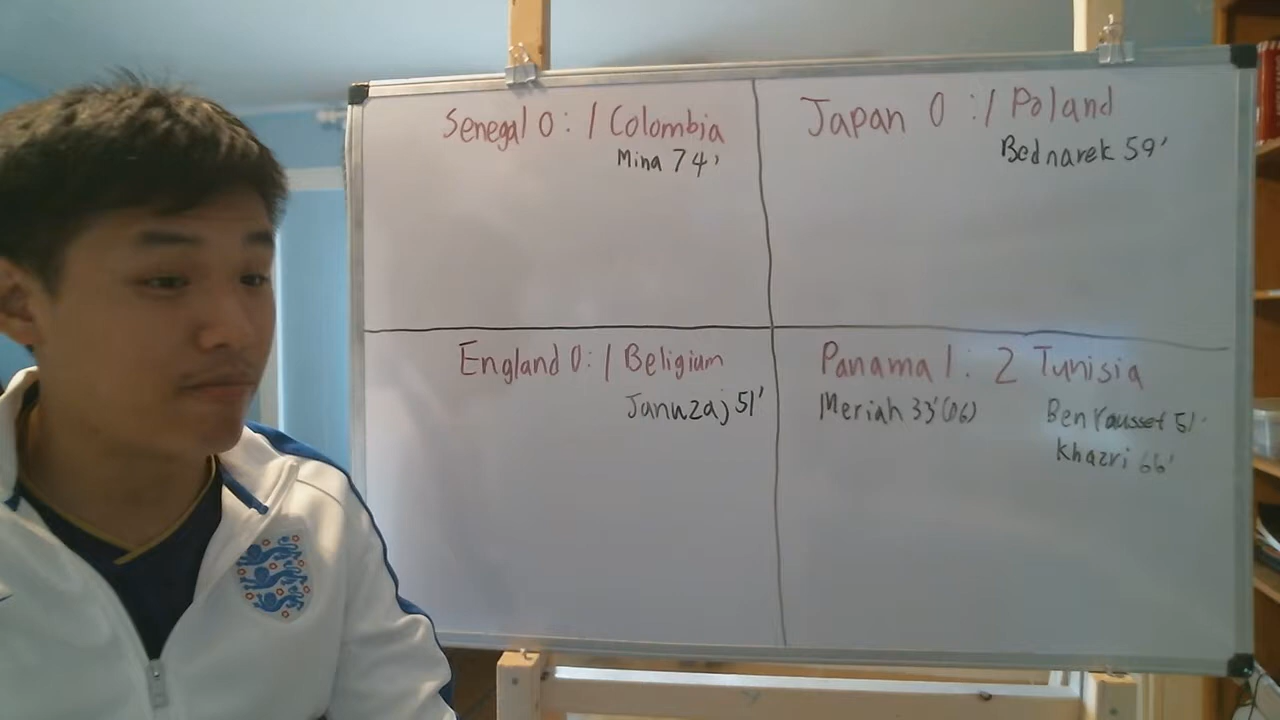 Senegal 0 : 1 Colombia
Mina 74'
Japan 0 : 1 Poland
Bednarek 59'
England 0 : 1 Beligium
Januzaj 51'
Panama 1 : 2 Tunisia
Meriah 33' (OG) Ben Yousset 51'
Khazri 66'